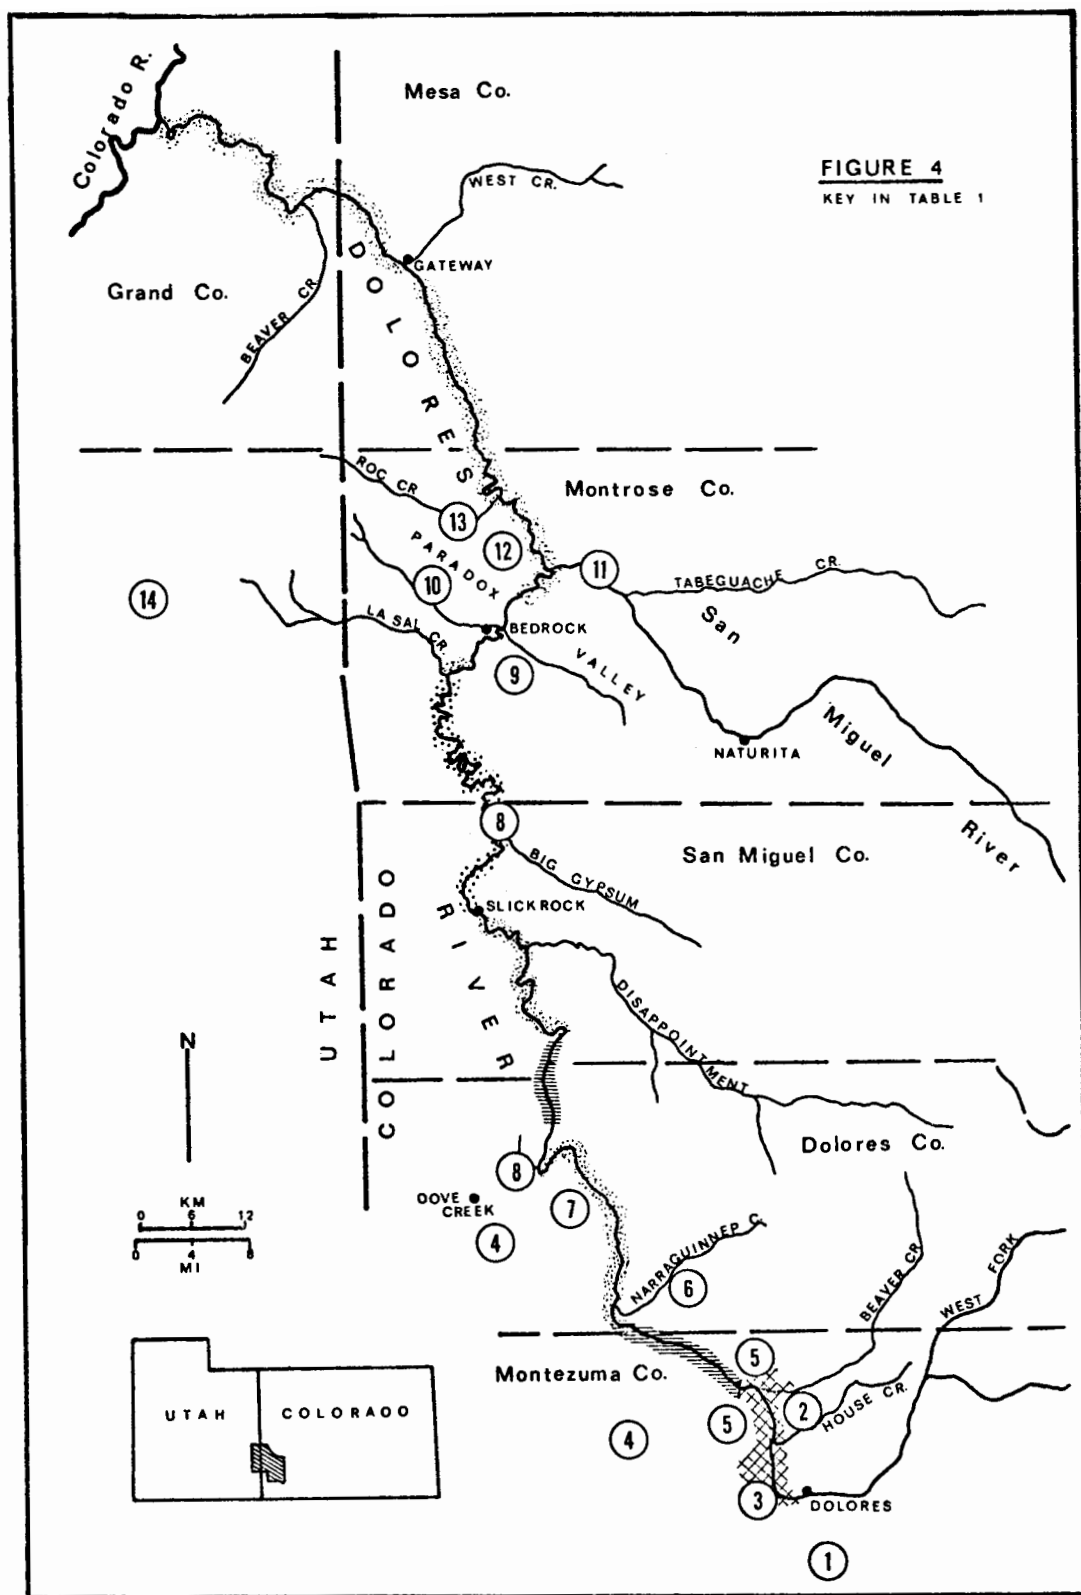 Colorado R.
Mesa Co.
FIGURE 4
KEY IN TABLE 1
WEST CR.
GATEWAY
Grand Co.
BEAVER CR.
DOLORES
ROC CR
Montrose Co.
13
12
PARADOX
11
TABEGUACHE CR.
14
10
LA SAL CR.
BEDROCK
San
9
VALLEY
NATURITA
Miguel
8
BIG GYPSUM
San Miguel Co.
River
SLICKROCK
UTAH
COLORADO
RIVER
DISAPPOINTMENT
N
Dolores Co.
8
DOVE
CREEK
7
KM
0 6 12
0 4 8
MI
4
NARRAGUINNEP C.
6
BEAVER CR
WEST FORK
Montezuma Co.
5
2
HOUSE CR.
5
4
3
DOLORES
UTAH
COLORADO
1